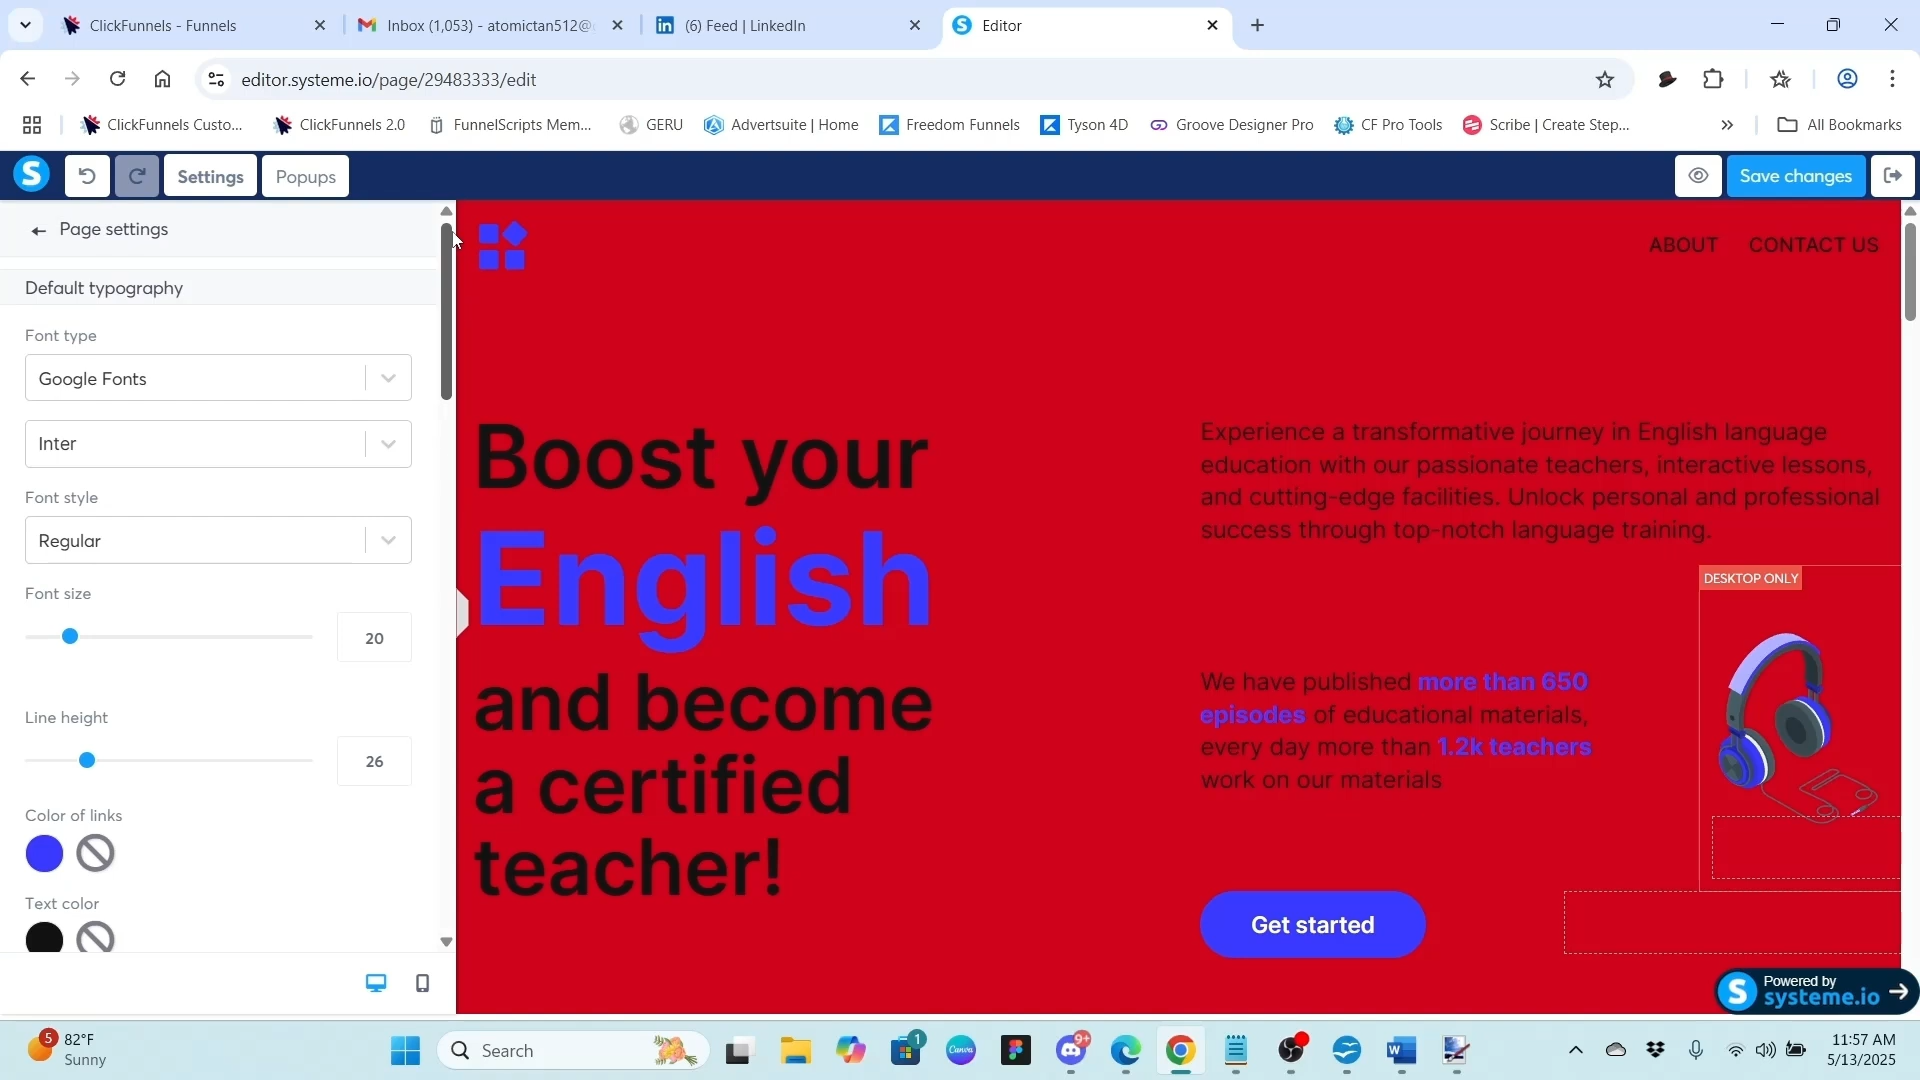 ClickFunnels - Funnels
Inbox (1,053) - atomictan512@
(6) Feed | LinkedIn
Editor
editor.systeme.io/page/29483333/edit
ClickFunnels Custo...
ClickFunnels 2.0
FunnelScripts Mem...
GERU
Advertsuite | Home
Freedom Funnels
Tyson 4D
Groove Designer Pro
CF Pro Tools
Scribe | Create Step...
All Bookmarks
S
Settings
Popups
Save changes
Page settings
Default typography
Font type
Google Fonts
Inter
Font style
Regular
Font size
20
Line height
26
Color of links
Text color
ABOUT
CONTACT US
Boost your
English
and become
a certified
teacher!
Experience a transformative journey in English language
education with our passionate teachers, interactive lessons,
and cutting-edge facilities. Unlock personal and professional
success through top-notch language training.
DESKTOP ONLY
We have published more than 650
episodes of educational materials,
every day more than 1.2k teachers
work on our materials
Get started
S
Powered by
systeme.io
5
82°F
Sunny
Search
1
Canva
9+
W
11:57 AM
5/13/2025